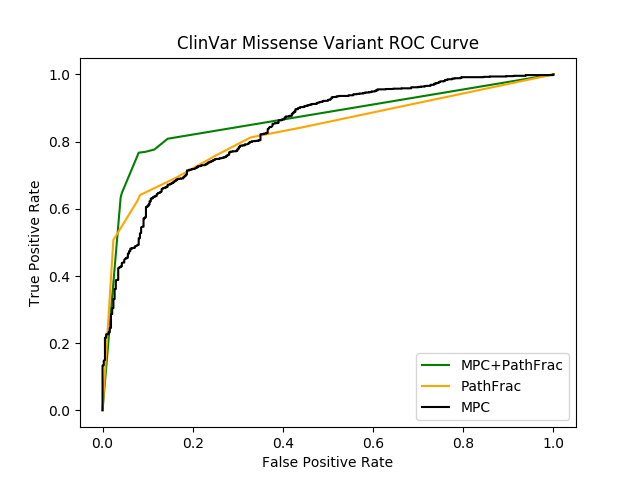 ClinVar Missense Variant ROC Curve
True Positive Rate
1.0
0.8
0.6
0.4
0.2
0.0
0.0 0.2 0.4 0.6 0.8 1.0
False Positive Rate
MPC+PathFrac
PathFrac
MPC